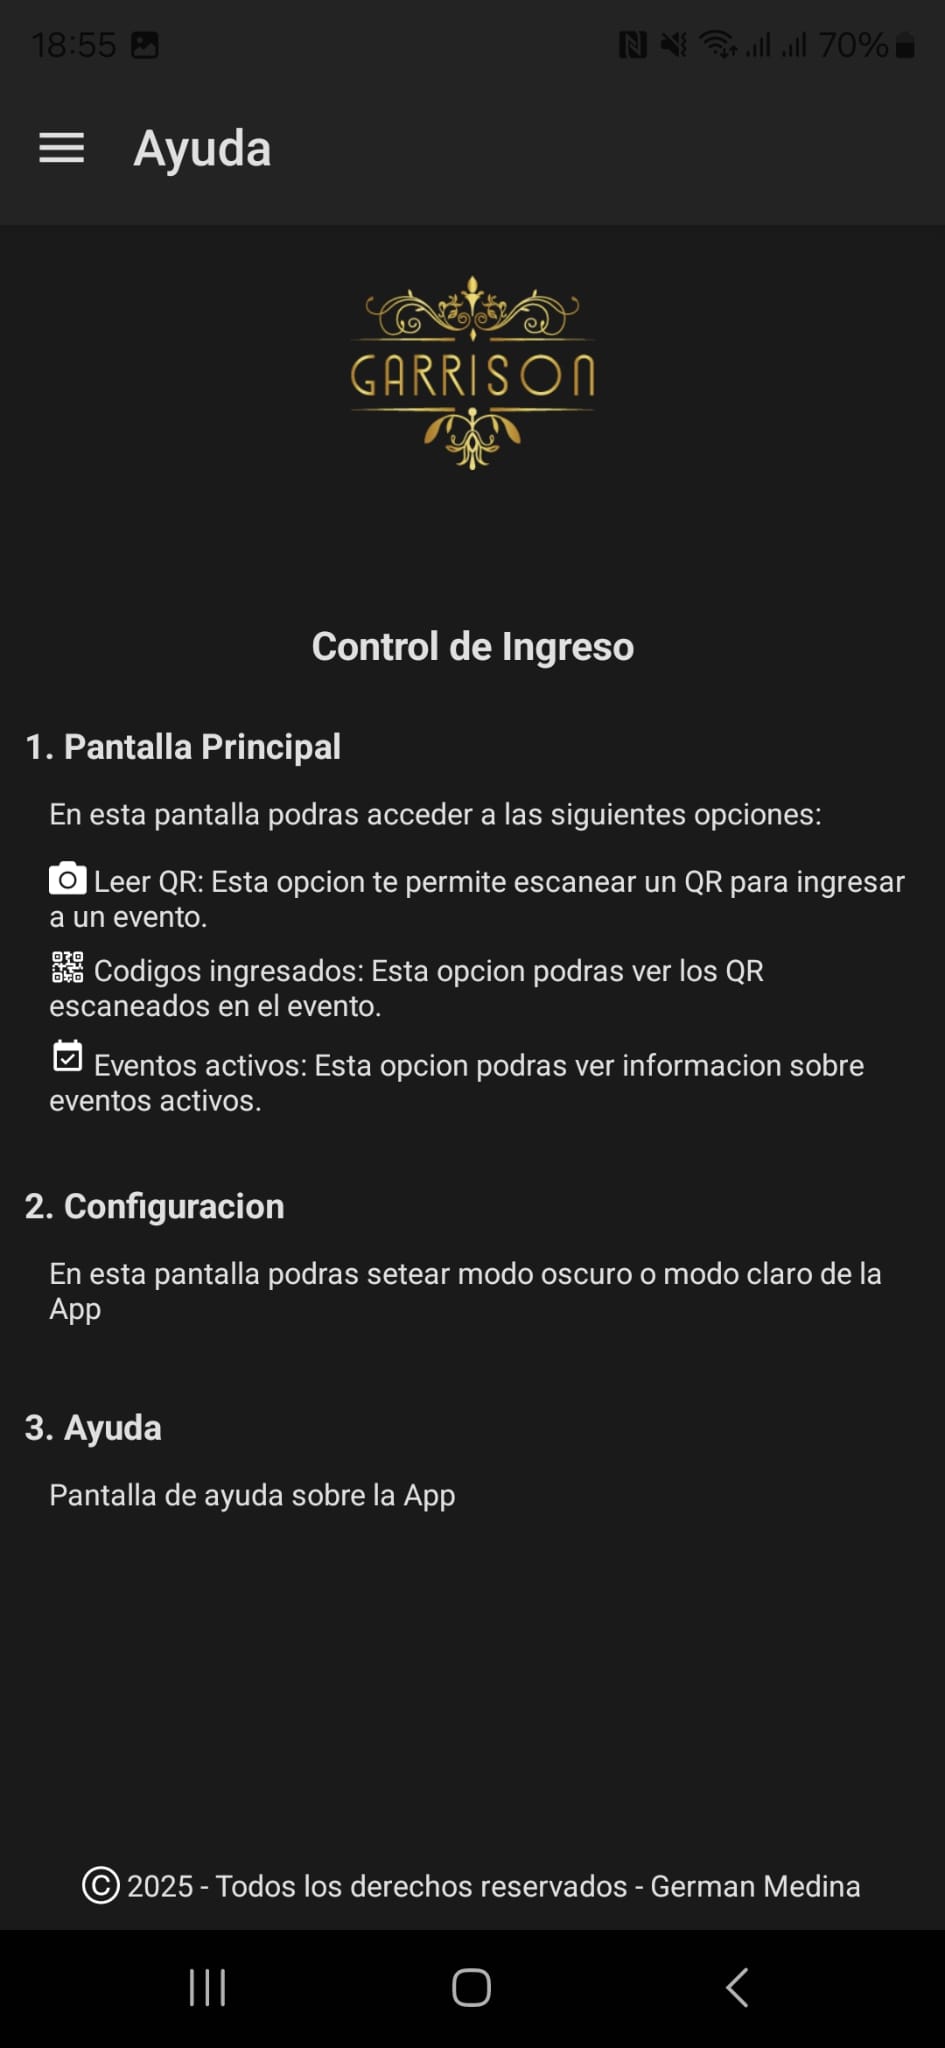 18:55
70%
Ayuda
GARRISON
Control de Ingreso
1. Pantalla Principal
En esta pantalla podras acceder a las siguientes opciones:
Leer QR: Esta opcion te permite escanear un QR para ingresar
a un evento.
Codigos ingresados: Esta opcion podras ver los QR
escaneados en el evento.
Eventos activos: Esta opcion podras ver informacion sobre
eventos activos.
2. Configuracion
En esta pantalla podras setear modo oscuro o modo claro de la
App
3. Ayuda
Pantalla de ayuda sobre la App
© 2025 - Todos los derechos reservados - German Medina